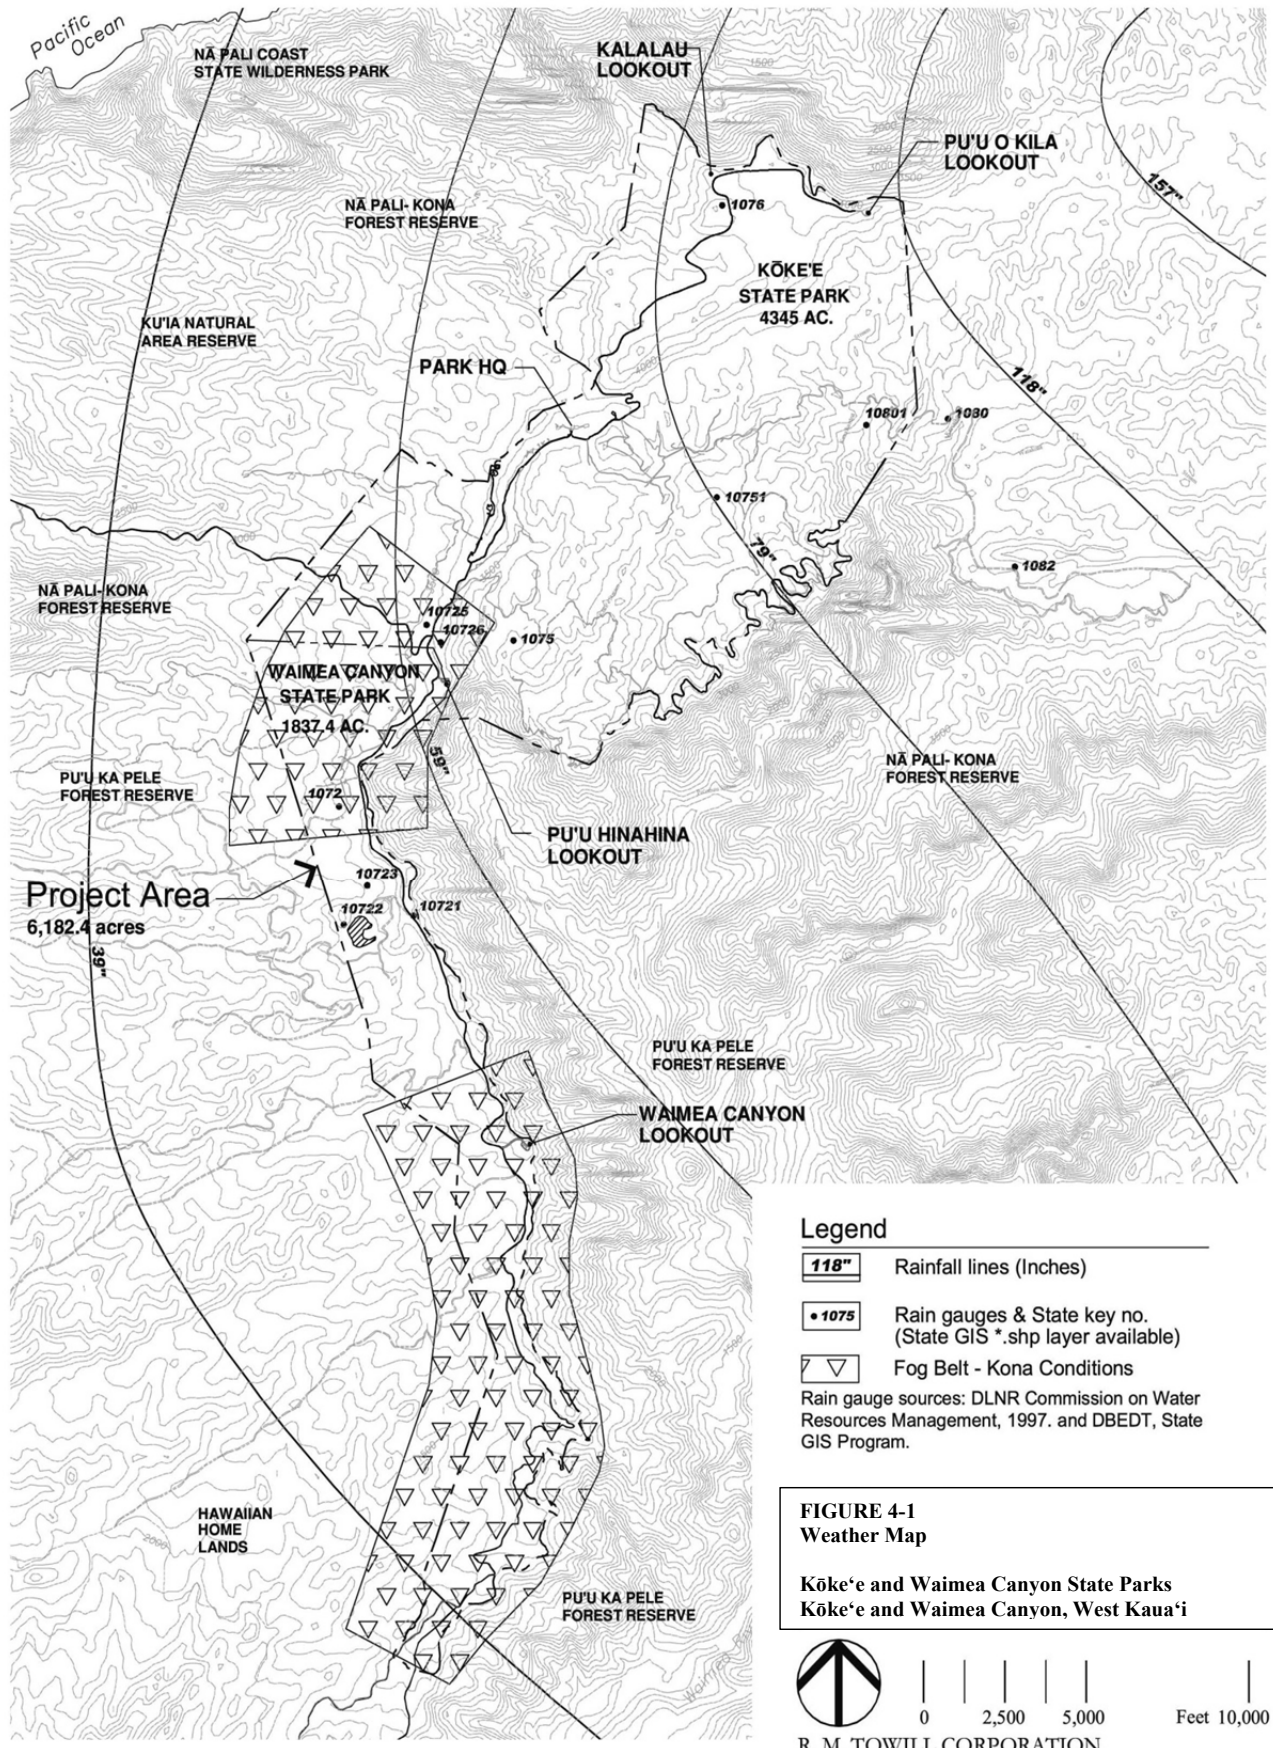 Pacific
Ocean
NĀ PALI COAST
STATE WILDERNESS PARK
KALALAU
LOOKOUT
PU'U O KILA
LOOKOUT
157"
NĀ PALI- KONA
FOREST RESERVE
1076
KŌKE'E
STATE PARK
4345 AC.
KU'IA NATURAL
AREA RESERVE
PARK HQ
118"
10801
1080
10751
79"
1082
NĀ PALI- KONA
FOREST RESERVE
10725
10726
1075
WAIMEA CANYON
STATE PARK
1837.4 AC.
59"
NĀ PALI- KONA
FOREST RESERVE
PU'U KA PELE
FOREST RESERVE
1072
PU'U HINAHINA
LOOKOUT
Project Area
6,182.4 acres
10723
10722
10721
39"
PU'U KA PELE
FOREST RESERVE
WAIMEA CANYON
LOOKOUT
HAWAIIAN
HOME
LANDS
PU'U KA PELE
FOREST RESERVE
Legend
118" Rainfall lines (Inches)
1075 Rain gauges & State key no.
(State GIS *.shp layer available)
Fog Belt - Kona Conditions
Rain gauge sources: DLNR Commission on Water
Resources Management, 1997. and DBEDT, State
GIS Program.
FIGURE 4-1
Weather Map
Kōke‘e and Waimea Canyon State Parks
Kōke‘e and Waimea Canyon, West Kaua‘i
0 2,500 5,000 Feet 10,000
R. M. TOWILL CORPORATION